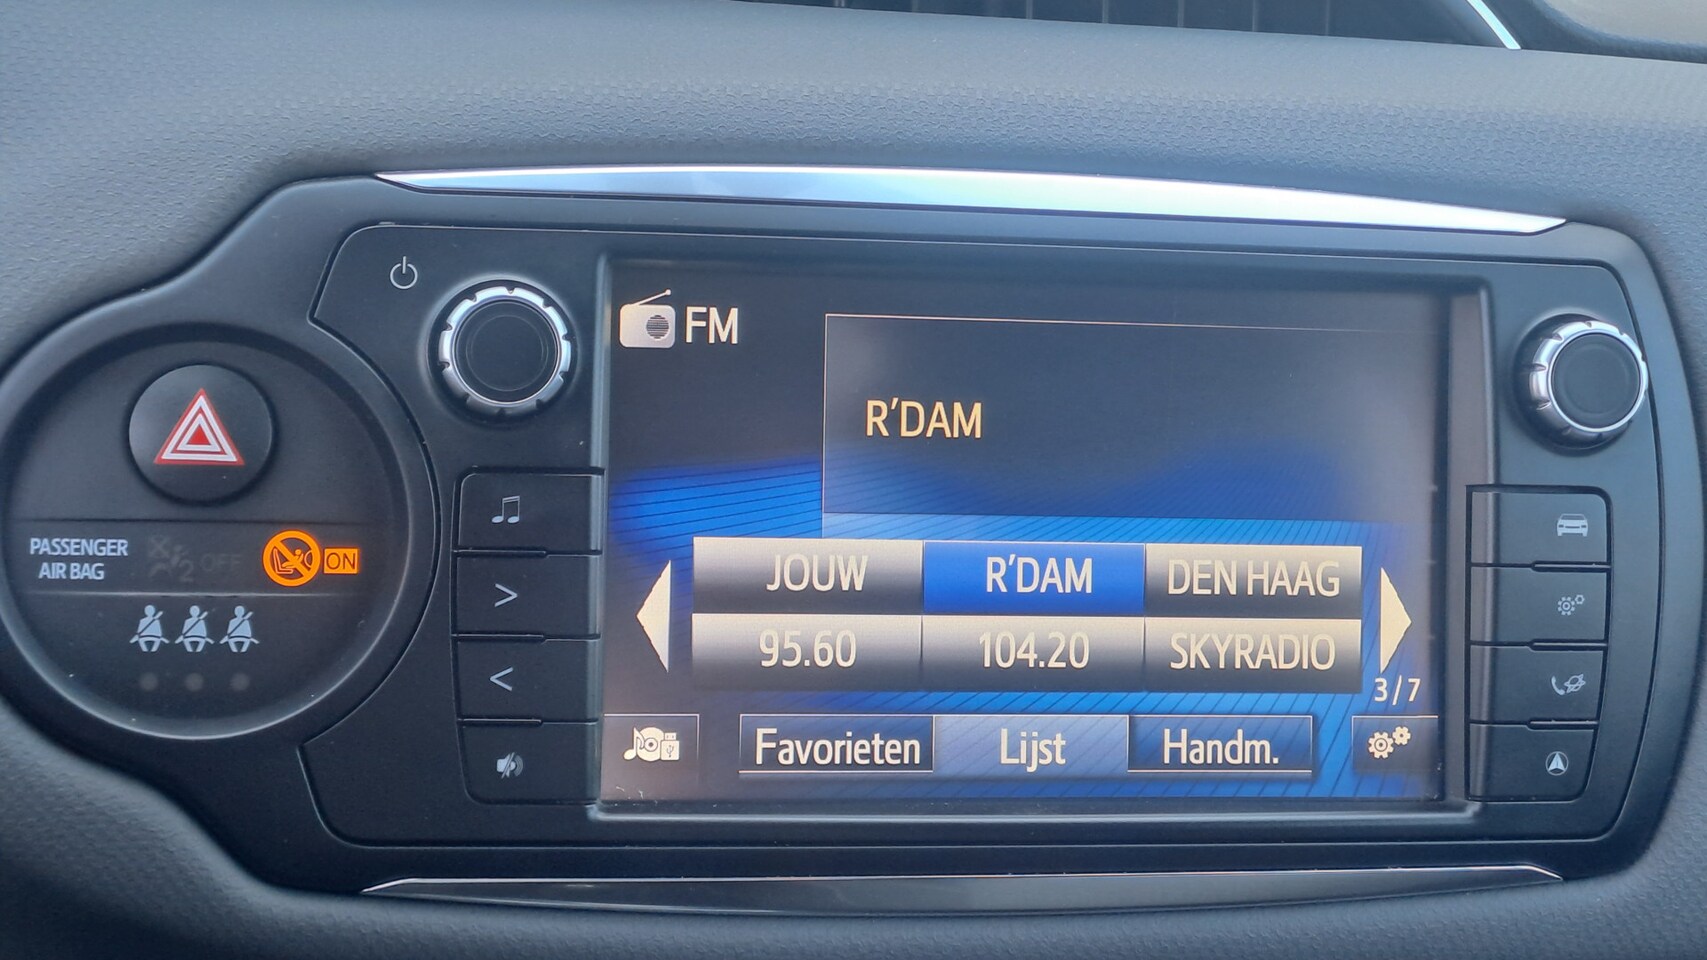 FM
R'DAM
JOUW
R'DAM
DEN HAAG
95.60
104.20
SKYRADIO
3/7
Favorieten
Lijst
Handm.
PASSENGER
AIR BAG
2 OFF
ON